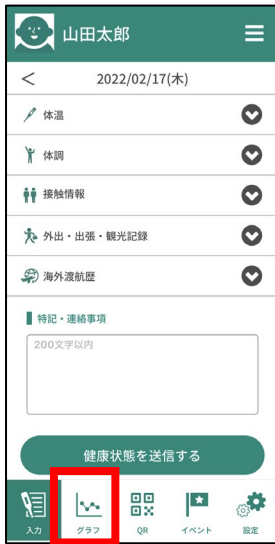 山田太郎
< 2022/02/17(木)
体温
体調
接触情報
外出・出張・観光記録
海外渡航歴
特記・連絡事項
200文字以内
健康状態を送信する
入力 グラフ QR イベント 設定